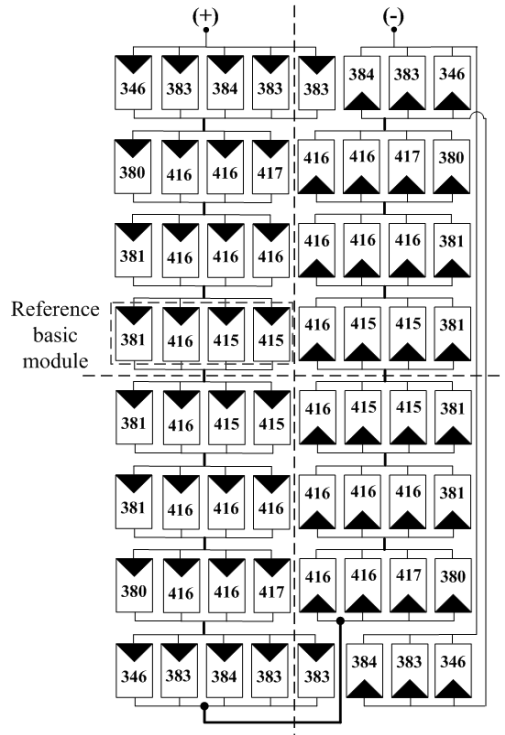 (+) (-)
346 383 384 383 383 384 383 346
380 416 416 417 416 416 417 380
381 416 416 416 416 416 416 381
Reference
basic
module
381 416 415 415 416 415 415 381
381 416 415 415 416 415 415 381
381 416 416 416 416 416 416 381
380 416 416 417 416 416 417 380
346 383 384 383 383 384 383 346